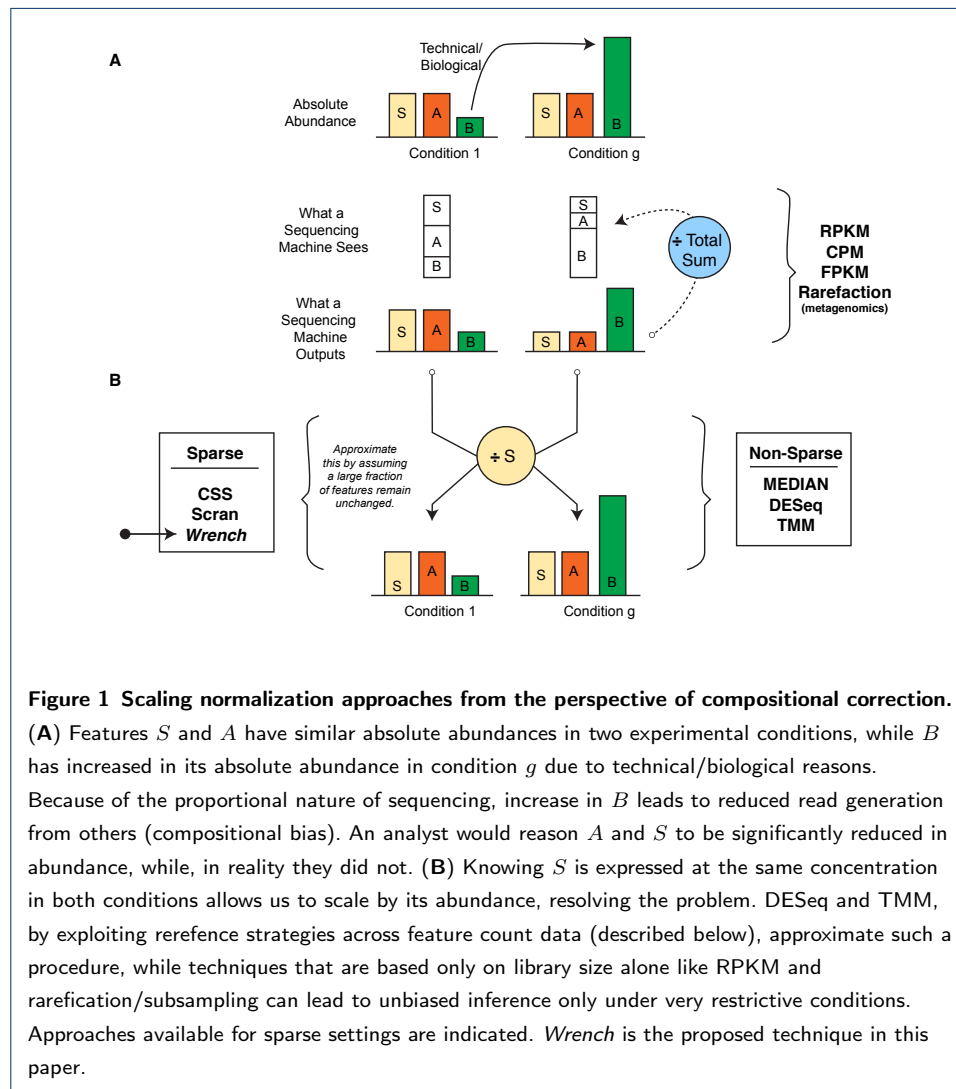 A
Technical/
Biological
Absolute
Abundance
S
A
B
S
A
B
Condition 1
Condition g
What a
Sequencing
Machine Sees
S
A
B
S
A
B
÷ Total
Sum
RPKM
CPM
FPKM
Rarefaction
(metagenomics)
What a
Sequencing
Machine
Outputs
S
A
B
S
A
B
B
Sparse
CSS
Scran
Wrench
Approximate
this by assuming
a large fraction
of features remain
unchanged.
÷ S
Non-Sparse
MEDIAN
DESeq
TMM
S
A
B
S
A
B
Condition 1
Condition g
Figure 1 Scaling normalization approaches from the perspective of compositional correction.
(A) Features S and A have similar absolute abundances in two experimental conditions, while B
has increased in its absolute abundance in condition g due to technical/biological reasons.
Because of the proportional nature of sequencing, increase in B leads to reduced read generation
from others (compositional bias). An analyst would reason A and S to be significantly reduced in
abundance, while, in reality they did not. (B) Knowing S is expressed at the same concentration
in both conditions allows us to scale by its abundance, resolving the problem. DESeq and TMM,
by exploiting rerefence strategies across feature count data (described below), approximate such a
procedure, while techniques that are based only on library size alone like RPKM and
rarefication/subsampling can lead to unbiased inference only under very restrictive conditions.
Approaches available for sparse settings are indicated. Wrench is the proposed technique in this
paper.